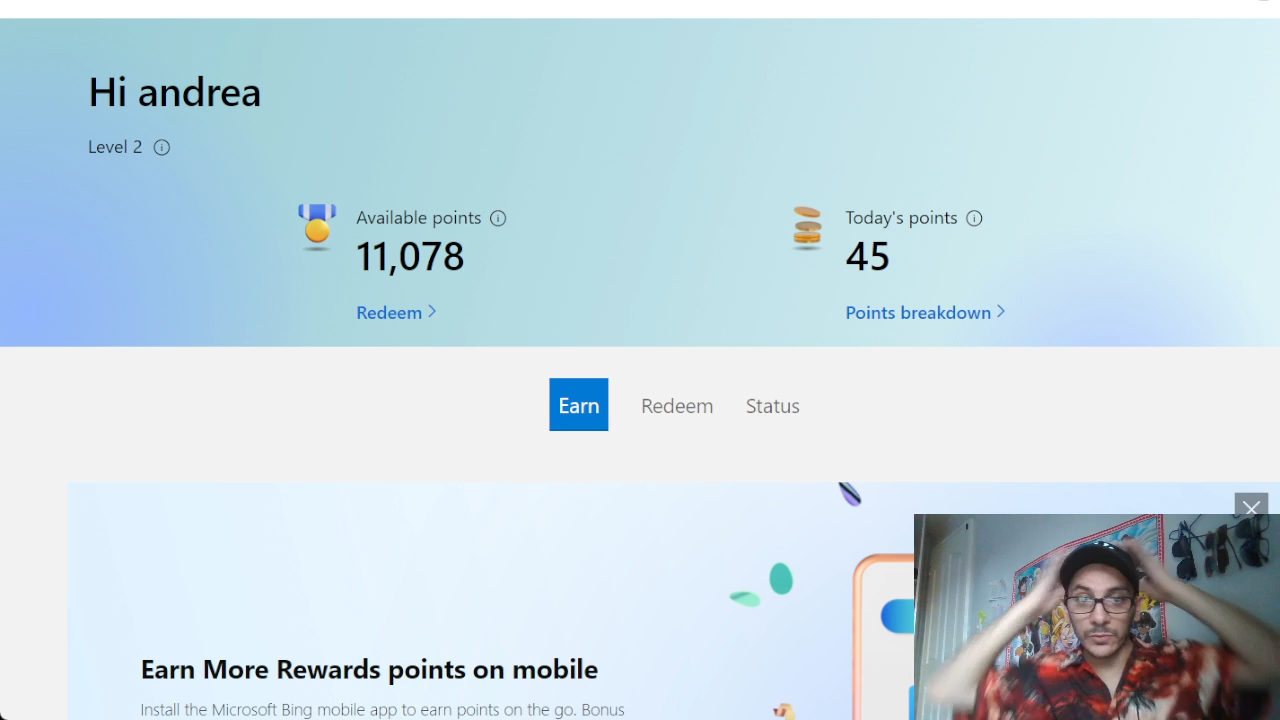 Hi andrea
Level 2
Available points
11,078
Redeem
Today's points
45
Points breakdown
Earn
Redeem
Status
Earn More Rewards points on mobile
Install the Microsoft Bing mobile app to earn points on the go. Bonus